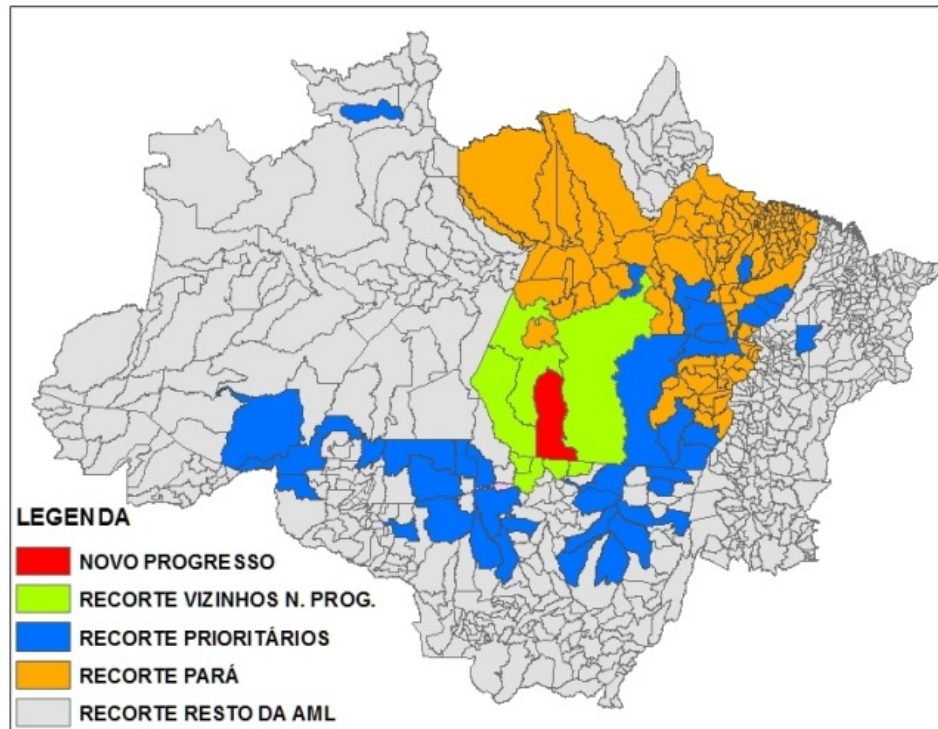 LEGENDA
NOVO PROGRESSO
RECORTE VIZINHOS N. PROG.
RECORTE PRIORITÁRIOS
RECORTE PARÁ
RECORTE RESTO DA AML